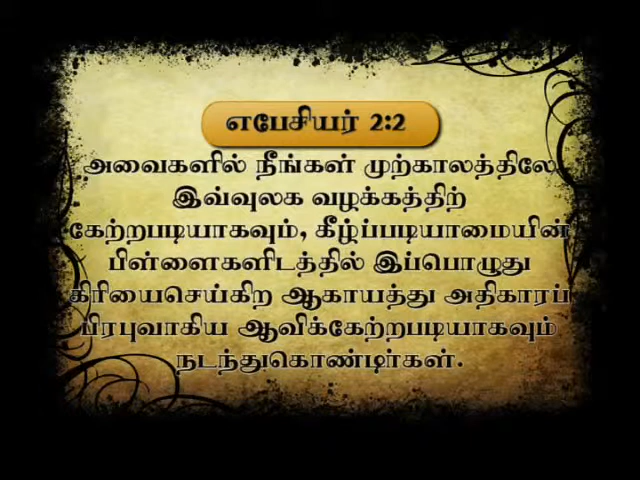 எபேசியர் 2:2
அவைகளில் நீங்கள் முற்காலத்திலே
இவ்வுலக வழக்கத்திற்
கேற்றபடியாகவும், கீழ்ப்படியாமையின்
பிள்ளைகளிடத்தில் இப்பொழுது
கிரியைசெய்கிற ஆகாயத்து அதிகாரப்
பிரபுவாகிய ஆவிக்கேற்றபடியாகவும்
நடந்துகொண்டீர்கள்.